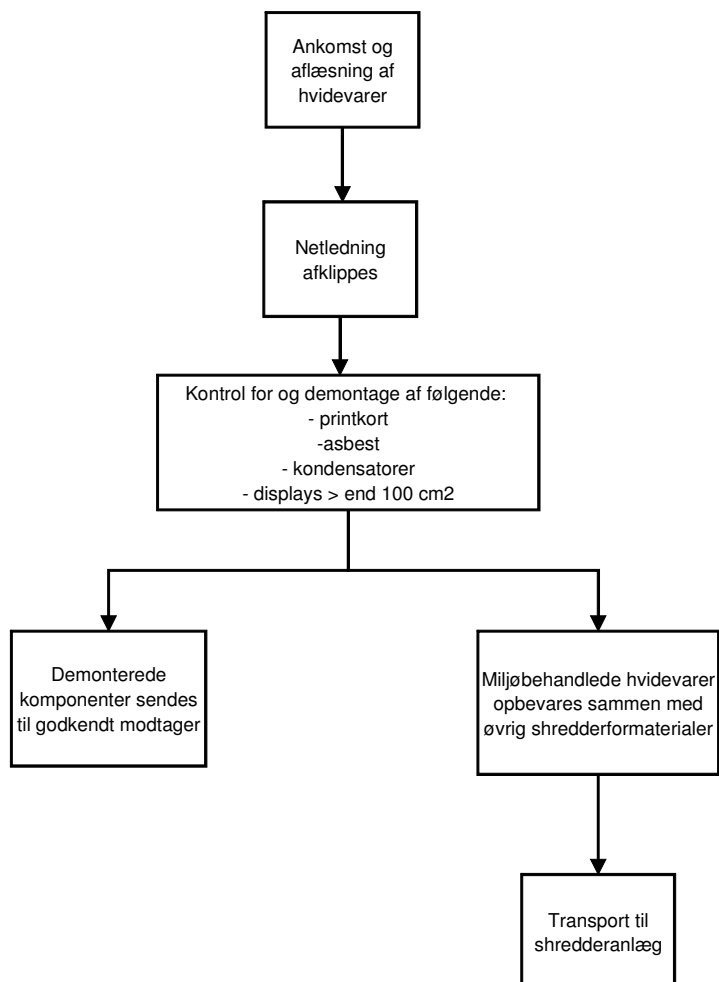 Ankomst og
aflæsning af
hvidevarer
Netledning
afklippes
Kontrol for og demontage af følgende:
- printkort
-asbest
- kondensatorer
- displays > end 100 cm2
Demonterede
komponenter sendes
til godkendt modtager
Miljøbehandlede hvidevarer
opbevares sammen med
øvrig shredderformaterialer
Transport til
shredderanlæg